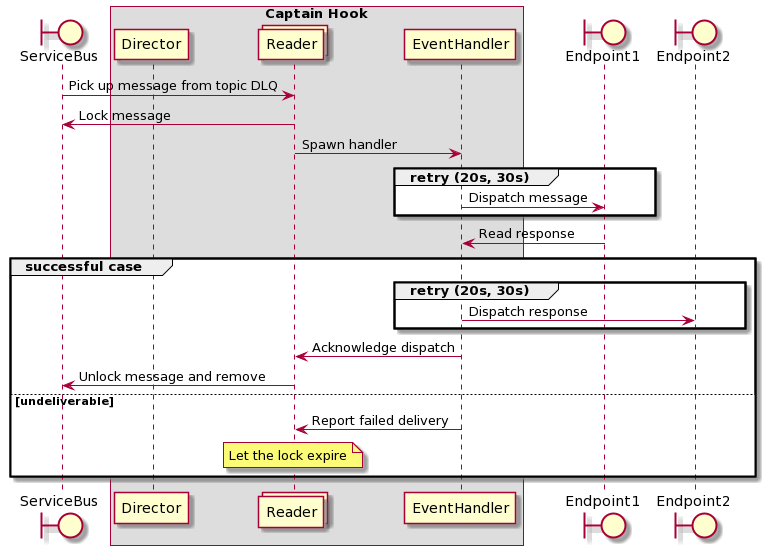 Captain Hook
ServiceBus
Director
Reader
EventHandler
Endpoint1
Endpoint2
Pick up message from topic DLQ
Lock message
Spawn handler
retry (20s, 30s)
Dispatch message
Read response
successful case
retry (20s, 30s)
Dispatch response
Acknowledge dispatch
Unlock message and remove
[undeliverable]
Report failed delivery
Let the lock expire
ServiceBus
Director
Reader
EventHandler
Endpoint1
Endpoint2